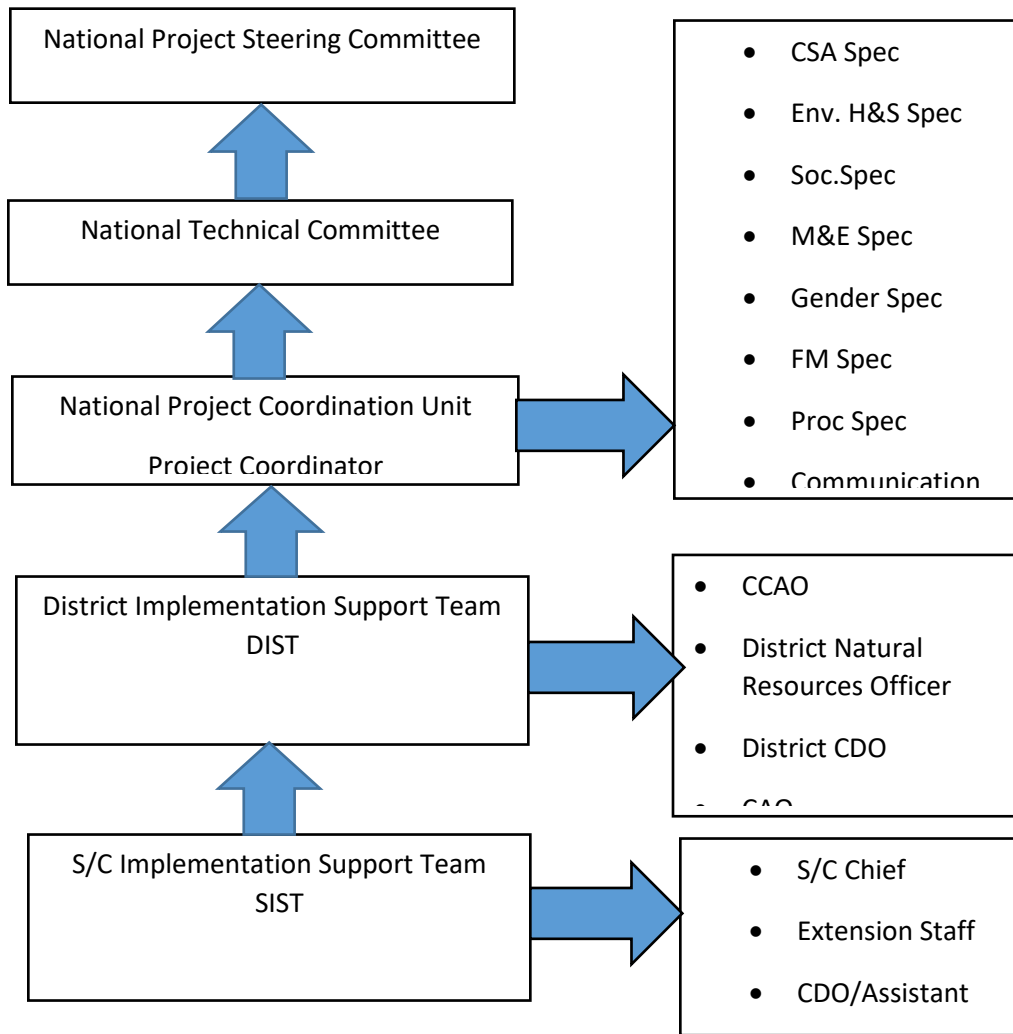 National Project Steering Committee
National Technical Committee
National Project Coordination Unit
Project Coordinator
District Implementation Support Team
DIST
S/C Implementation Support Team
SIST
• CSA Spec
• Env. H&S Spec
• Soc.Spec
• M&E Spec
• Gender Spec
• FM Spec
• Proc Spec
• Communication
• CCAO
• District Natural
Resources Officer
• District CDO
• CAO
• S/C Chief
• Extension Staff
• CDO/Assistant